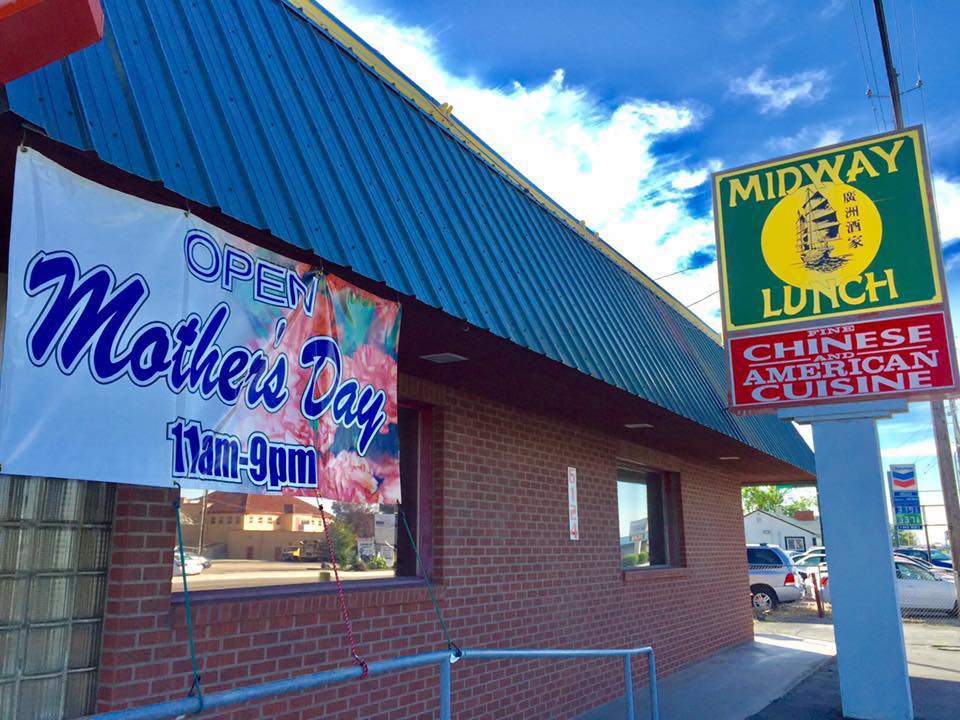 OPEN
Mother's Day
11am-9pm
MIDWAY
廣洲酒家
LUNCH
FINE
CHINESE
AND
AMERICAN
CUISINE